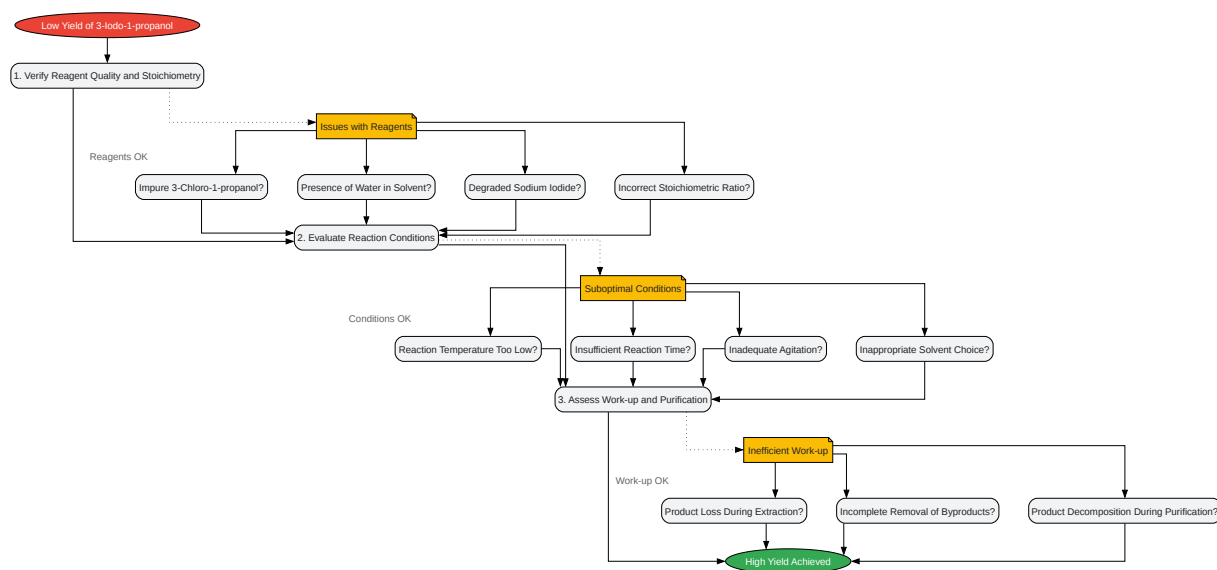 Low Yield of 3-Iodo-1-propanol
1. Verify Reagent Quality and Stoichiometry
Issues with Reagents
Reagents OK
Impure 3-Chloro-1-propanol?
Presence of Water in Solvent?
Degraded Sodium Iodide?
Incorrect Stoichiometric Ratio?
2. Evaluate Reaction Conditions
Suboptimal Conditions
Conditions OK
Reaction Temperature Too Low?
Insufficient Reaction Time?
Inadequate Agitation?
Inappropriate Solvent Choice?
3. Assess Work-up and Purification
Inefficient Work-up
Work-up OK
Product Loss During Extraction?
Incomplete Removal of Byproducts?
Product Decomposition During Purification?
High Yield Achieved